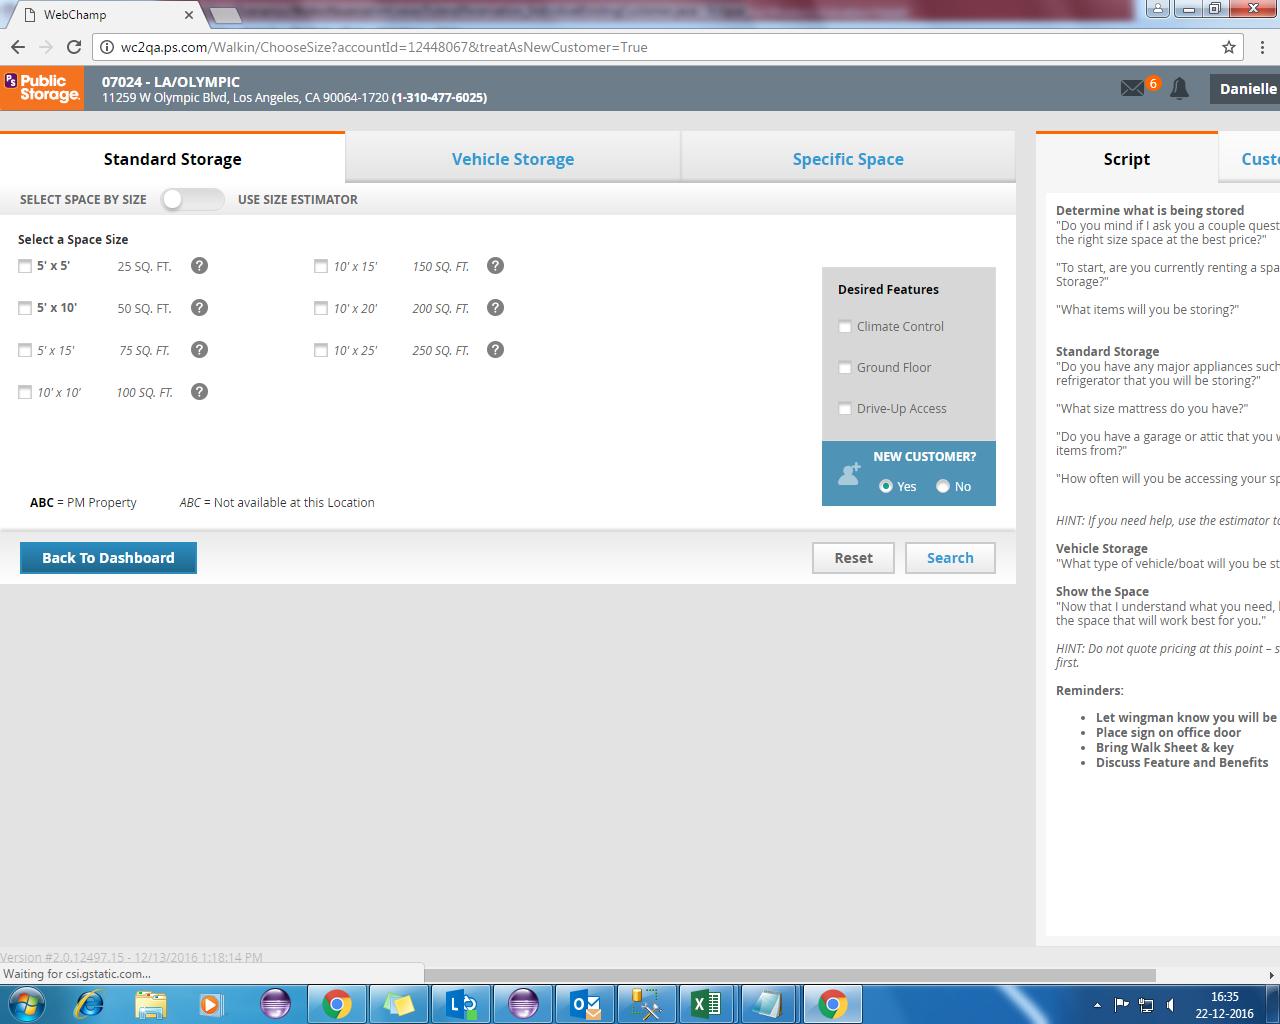 WebChamp
wc2qa.ps.com/Walkin/ChooseSize?accountId=12448067&treatAsNewCustomer=True
PS Public Storage.
07024 - LA/OLYMPIC
11259 W Olympic Blvd, Los Angeles, CA 90064-1720 (1-310-477-6025)
6
Danielle
Standard Storage
Vehicle Storage
Specific Space
SELECT SPACE BY SIZE
USE SIZE ESTIMATOR
Select a Space Size
5' x 5' 25 SQ. FT. ?
5' x 10' 50 SQ. FT. ?
5' x 15' 75 SQ. FT. ?
10' x 10' 100 SQ. FT. ?
10' x 15' 150 SQ. FT. ?
10' x 20' 200 SQ. FT. ?
10' x 25' 250 SQ. FT. ?
Desired Features
Climate Control
Ground Floor
Drive-Up Access
NEW CUSTOMER?
Yes No
ABC = PM Property
ABC = Not available at this Location
Back To Dashboard
Reset
Search
Script
Custo
Determine what is being stored
"Do you mind if I ask you a couple quest
the right size space at the best price?"
"To start, are you currently renting a spa
Storage?"
"What items will you be storing?"
Standard Storage
"Do you have any major appliances such
refrigerator that you will be storing?"
"What size mattress do you have?"
"Do you have a garage or attic that you w
items from?"
"How often will you be accessing your sp
HINT: If you need help, use the estimator to
Vehicle Storage
"What type of vehicle/boat will you be st
Show the Space
"Now that I understand what you need, l
the space that will work best for you."
HINT: Do not quote pricing at this point – s
first.
Reminders:
• Let wingman know you will be
• Place sign on office door
• Bring Walk Sheet & key
• Discuss Feature and Benefits
Version #2.0.12497.15 - 12/13/2016 1:18:14 PM
Waiting for csi.gstatic.com...
16:35
22-12-2016